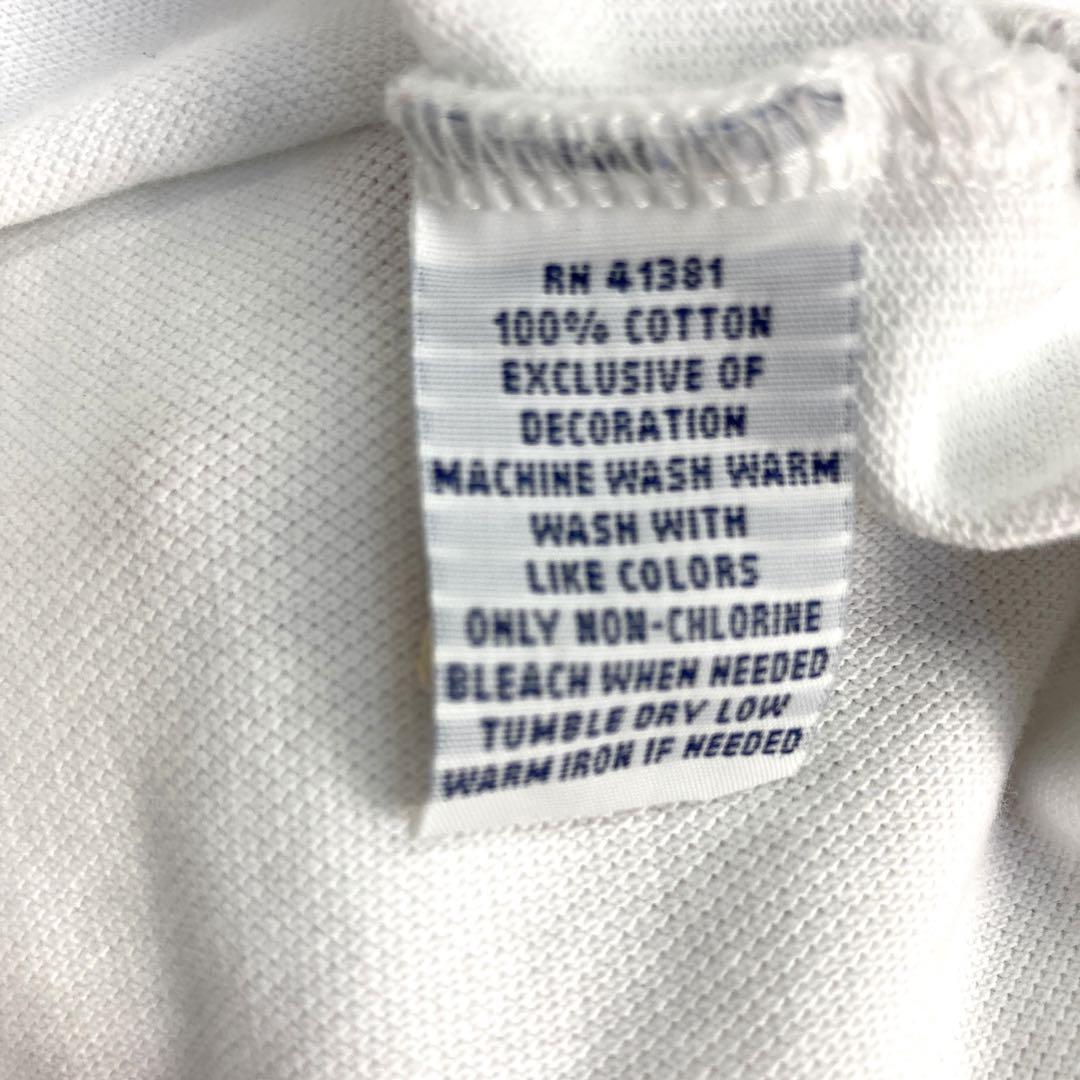 RN 41381
100% COTTON
EXCLUSIVE OF
DECORATION
MACHINE WASH WARM
WASH WITH
LIKE COLORS
ONLY NON-CHLORINE
BLEACH WHEN NEEDED
TUMBLE DRY LOW
WARM IRON IF NEEDED